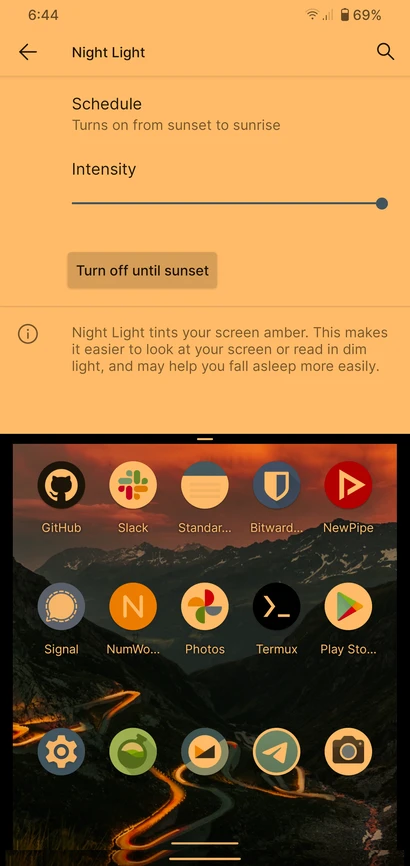 6:44
69%
Night Light
Schedule
Turns on from sunset to sunrise
Intensity
Turn off until sunset
Night Light tints your screen amber. This makes
it easier to look at your screen or read in dim
light, and may help you fall asleep more easily.
GitHub Slack Standar... Bitward... NewPipe
N
Signal NumWo... Photos Termux Play Sto...